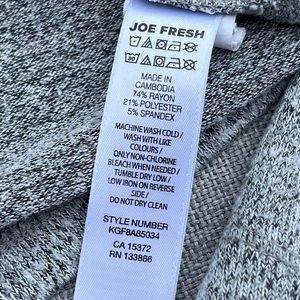 JOE FRESH
30
MADE IN
CAMBODIA
74% RAYON
21% POLYESTER
5% SPANDEX
MACHINE WASH COLD /
WASH WITH LIKE
COLOURS /
ONLY NON-CHLORINE
BLEACH WHEN NEEDED /
TUMBLE DRY LOW /
LOW IRON ON REVERSE
SIDE /
DO NOT DRY CLEAN
STYLE NUMBER
KGF8A85034
CA 15372
RN 133886